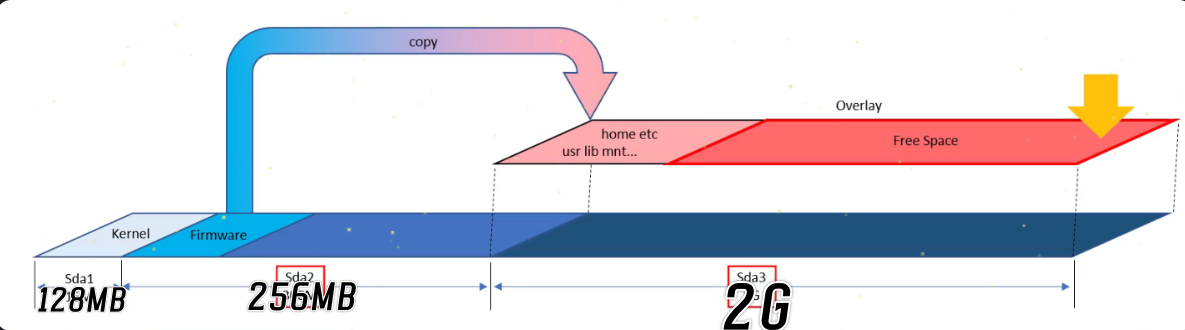 copy
Overlay
home etc
usr lib mnt...
Free Space
Kernel
Firmware
Sda1
Sda2
Sda3
128MB
256MB
2G